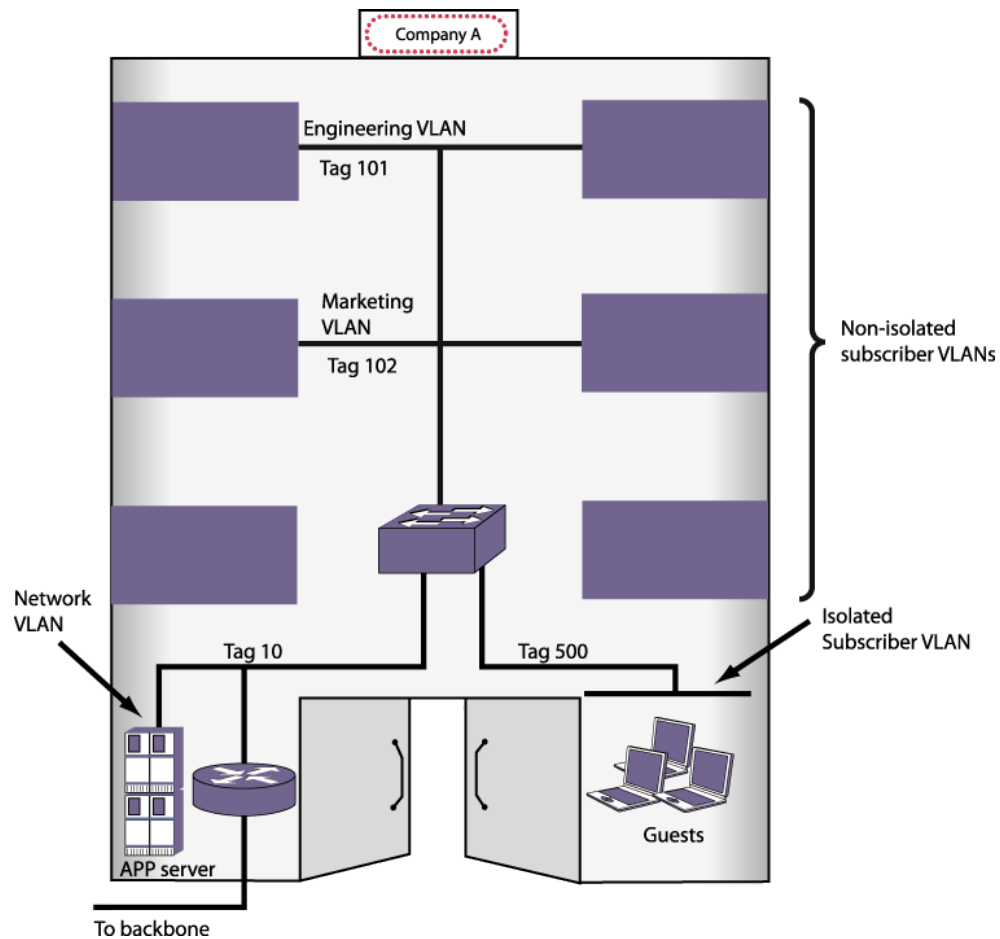 Company A
Engineering VLAN
Tag 101
Marketing
VLAN
Tag 102
Non-isolated
subscriber VLANs
Network
VLAN
Isolated
Subscriber VLAN
Tag 10
Tag 500
APP server
Guests
To backbone